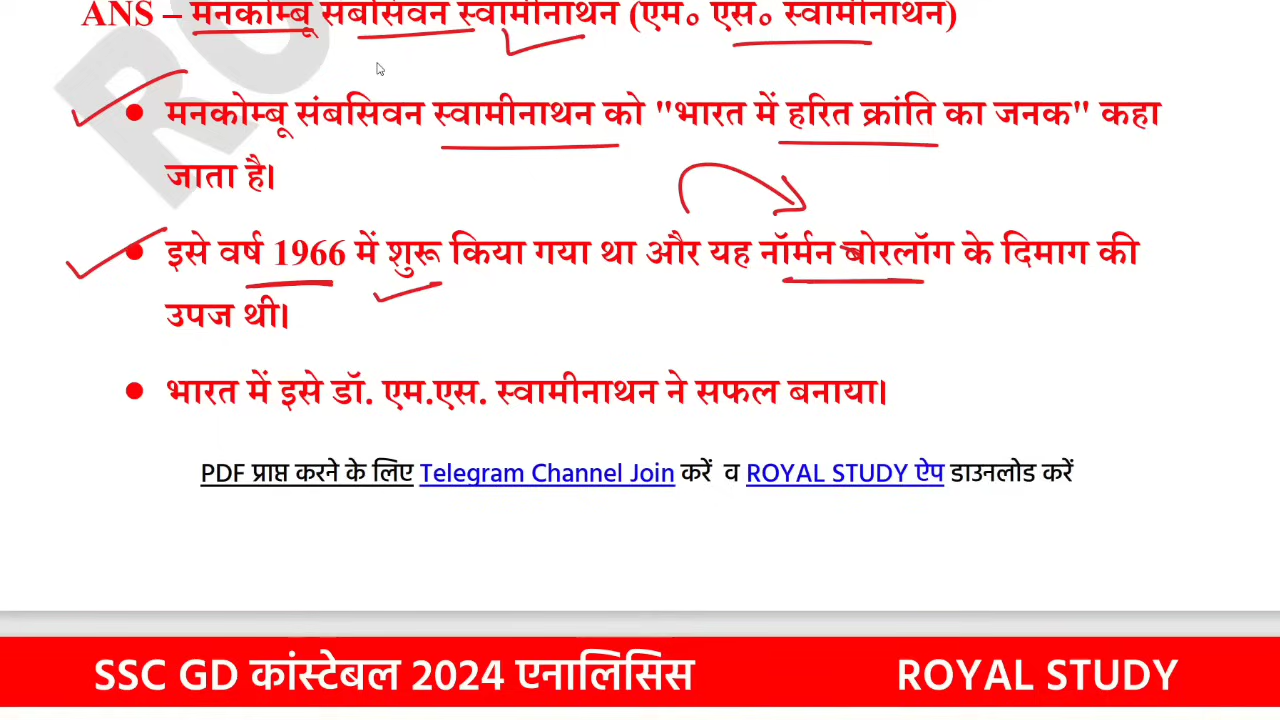 ANS – मनकोम्बू संबसिवन स्वामीनाथन (एम० एस० स्वामीनाथन)
● मनकोम्बू संबसिवन स्वामीनाथन को "भारत में हरित क्रांति का जनक" कहा
जाता है।
● इसे वर्ष 1966 में शुरू किया गया था और यह नॉर्मन बोरलॉग के दिमाग की
उपज थी।
● भारत में इसे डॉ. एम.एस. स्वामीनाथन ने सफल बनाया।
PDF प्राप्त करने के लिए Telegram Channel Join करें व ROYAL STUDY ऐप डाउनलोड करें
SSC GD कांस्टेबल 2024 एनालिसिस ROYAL STUDY